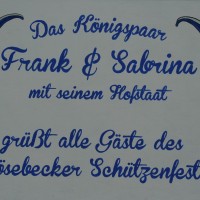 Das Königspaar
Frank & Sabrina
mit seinem Hofstaat
grüßt alle Gäste des
ösebecker Schützenfest